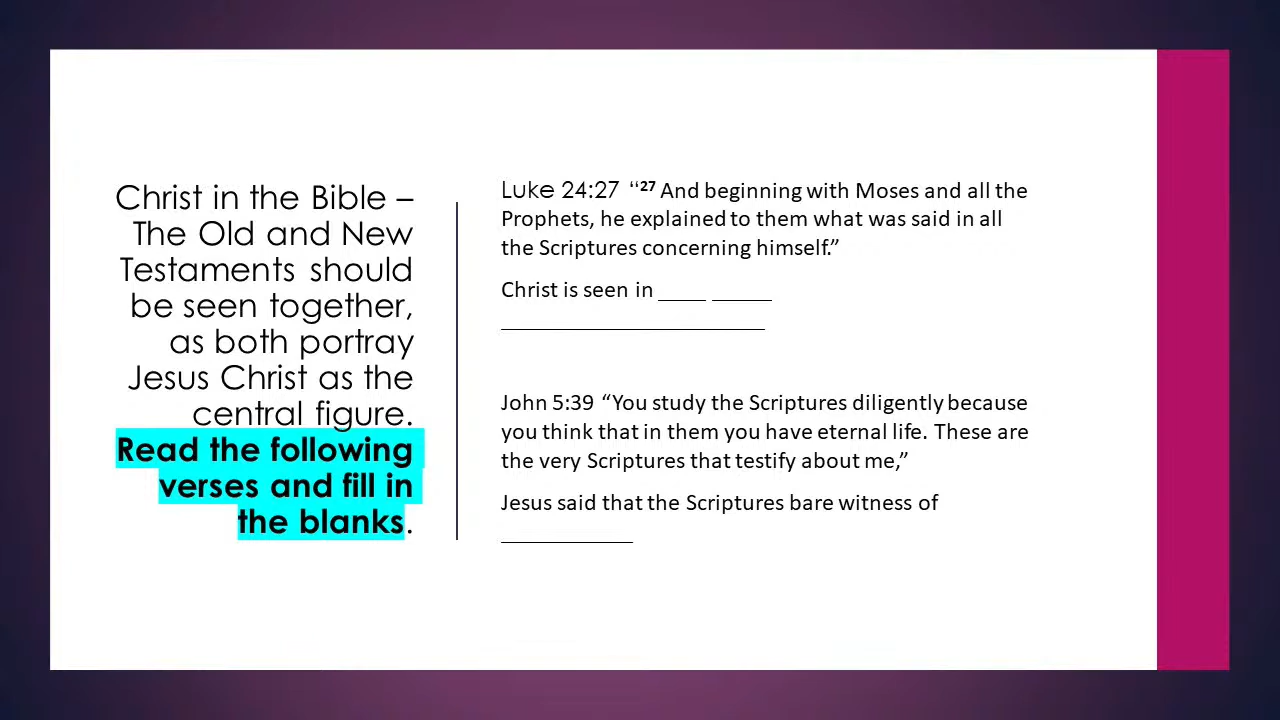 Christ in the Bible –
The Old and New
Testaments should
be seen together,
as both portray
Jesus Christ as the
central figure.
Read the following
verses and fill in
the blanks.
Luke 24:27 “27 And beginning with Moses and all the
Prophets, he explained to them what was said in all
the Scriptures concerning himself.”
Christ is seen in ____ _____
______________________
John 5:39 “You study the Scriptures diligently because
you think that in them you have eternal life. These are
the very Scriptures that testify about me,”
Jesus said that the Scriptures bare witness of
___________